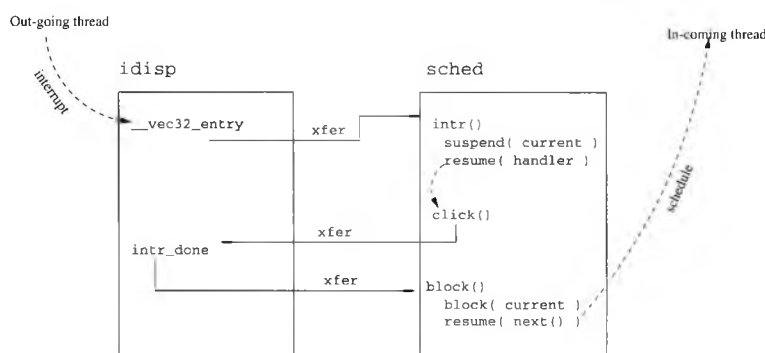 Out-going thread
In-coming thread
idisp
sched
interrupt
__vec32_entry
xfer
intr()
suspend( current )
resume( handler )
click()
xfer
intr_done
xfer
block()
block( current )
resume( next() )
schedule